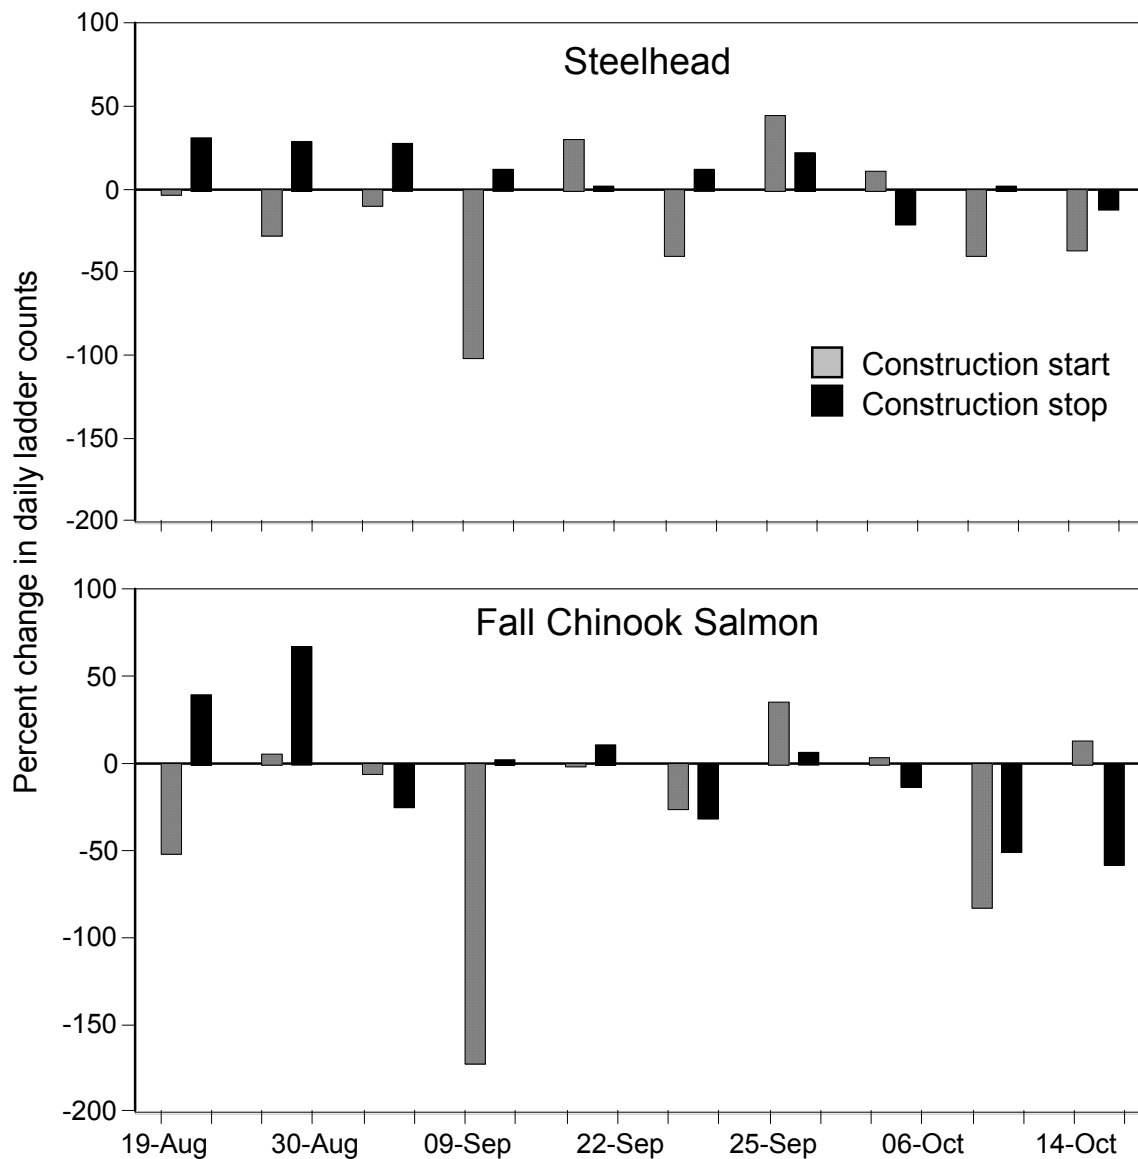 Percent change in daily ladder counts
Steelhead
100
50
0
-50
-100
-150
-200
Construction start
Construction stop
Fall Chinook Salmon
100
50
0
-50
-100
-150
-200
19-Aug 30-Aug 09-Sep 22-Sep 25-Sep 06-Oct 14-Oct